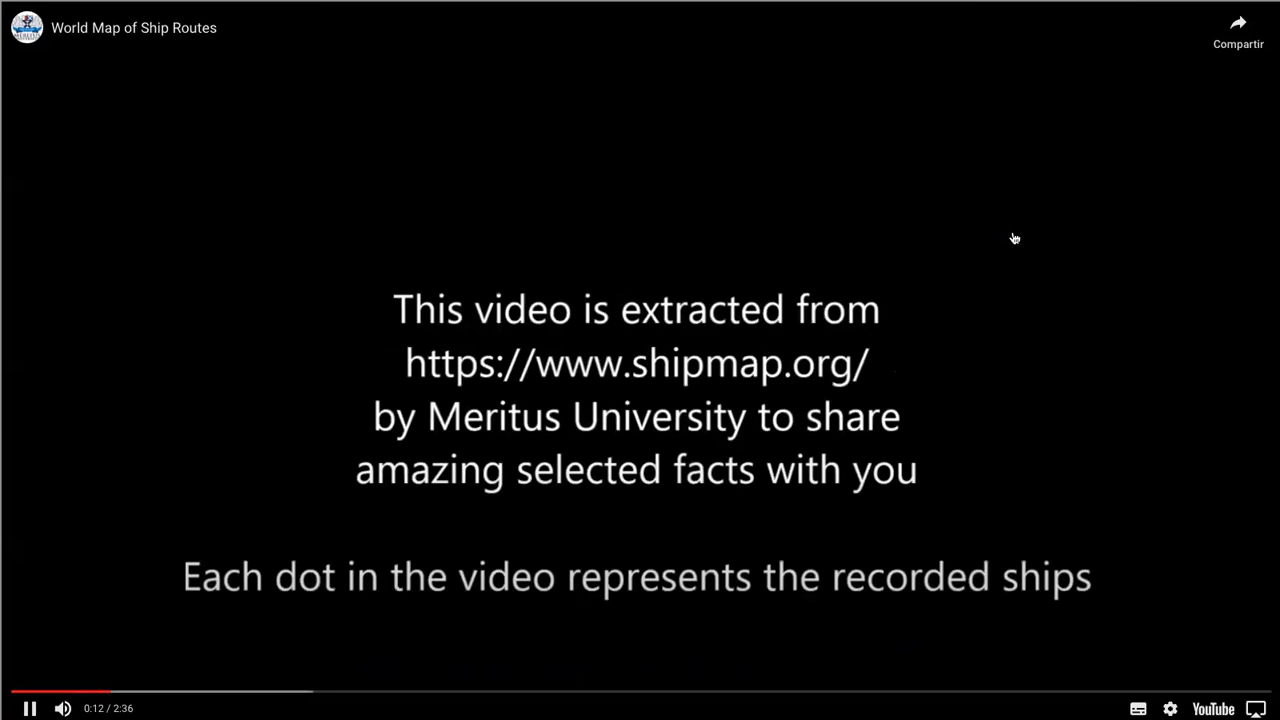 World Map of Ship Routes
Compartir
This video is extracted from
https://www.shipmap.org/
by Meritus University to share
amazing selected facts with you
Each dot in the video represents the recorded ships
0:12 / 2:36
YouTube